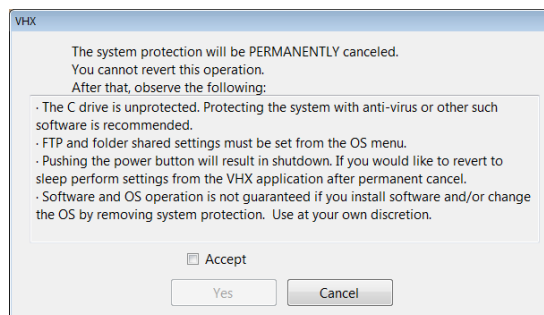 VHX
The system protection will be PERMANENTLY canceled.
You cannot revert this operation.
After that, observe the following:
· The C drive is unprotected. Protecting the system with anti-virus or other such
software is recommended.
· FTP and folder shared settings must be set from the OS menu.
· Pushing the power button will result in shutdown. If you would like to revert to
sleep perform settings from the VHX application after permanent cancel.
· Software and OS operation is not guaranteed if you install software and/or change
the OS by removing system protection.  Use at your own discretion.
Accept
Yes Cancel